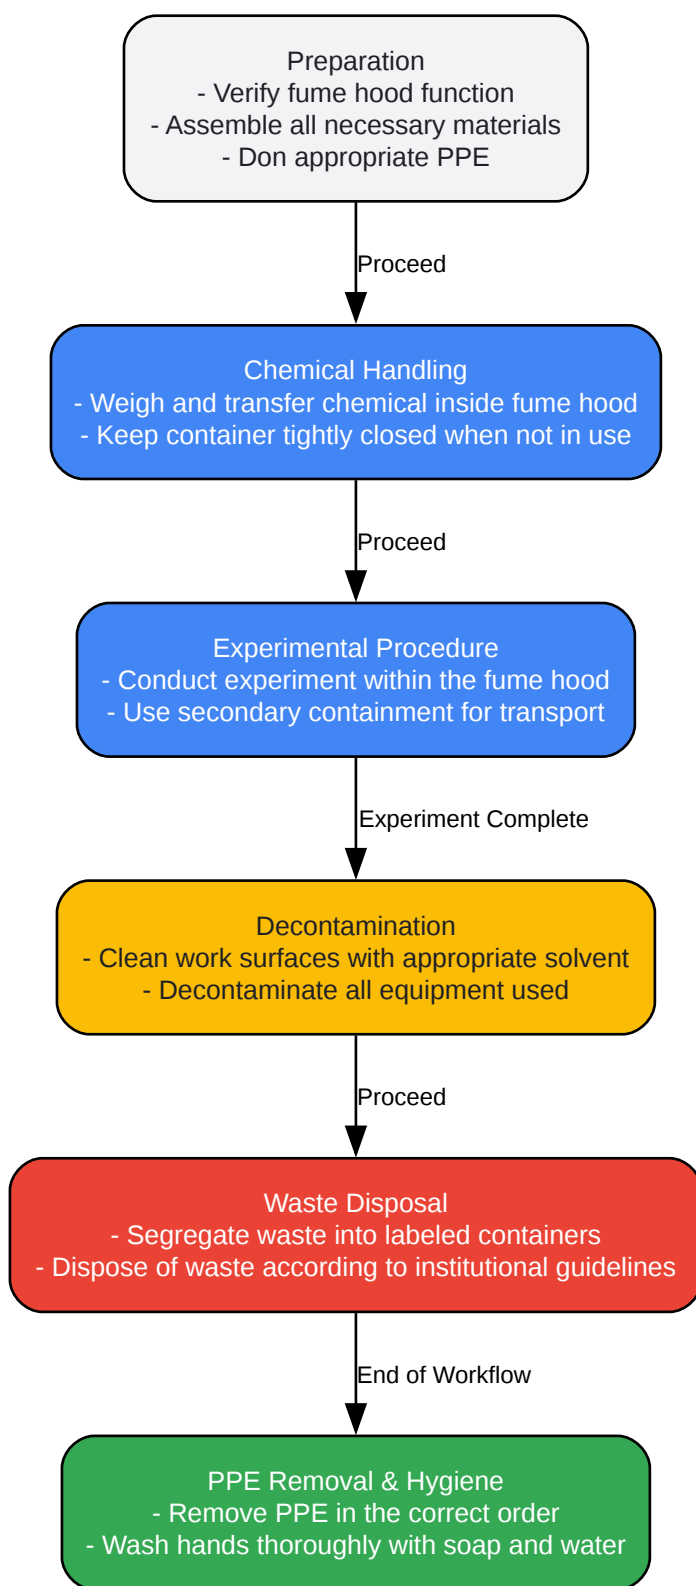 Preparation
- Verify fume hood function
- Assemble all necessary materials
- Don appropriate PPE
Proceed
Chemical Handling
- Weigh and transfer chemical inside fume hood
- Keep container tightly closed when not in use
Proceed
Experimental Procedure
- Conduct experiment within the fume hood
- Use secondary containment for transport
Experiment Complete
Decontamination
- Clean work surfaces with appropriate solvent
- Decontaminate all equipment used
Proceed
Waste Disposal
- Segregate waste into labeled containers
- Dispose of waste according to institutional guidelines
End of Workflow
PPE Removal & Hygiene
- Remove PPE in the correct order
- Wash hands thoroughly with soap and water